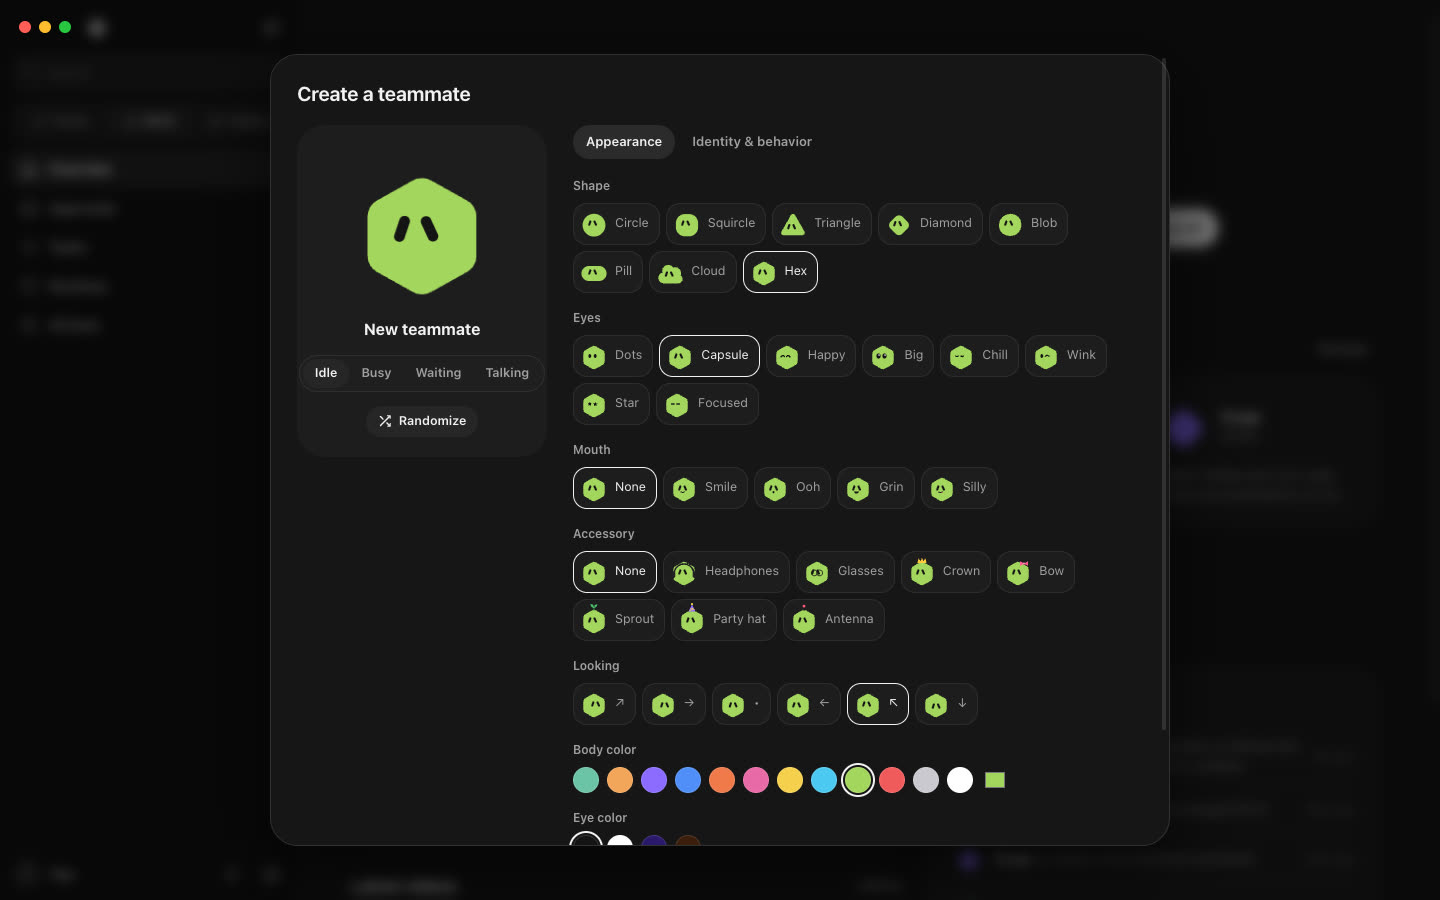 Create a teammate
New teammate
Idle Busy Waiting Talking
Randomize
Appearance Identity & behavior
Shape
Circle Squircle Triangle Diamond Blob
Pill Cloud Hex
Eyes
Dots Capsule Happy Big Chill Wink
Star Focused
Mouth
None Smile Ooh Grin Silly
Accessory
None Headphones Glasses Crown Bow
Sprout Party hat Antenna
Looking
↗ → · ← ↖ ↓
Body color
Eye color